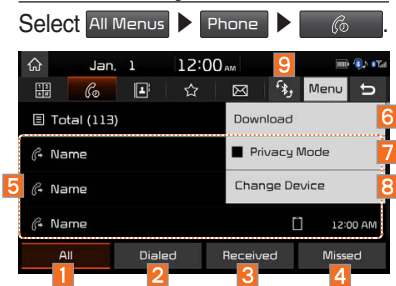 Select All Menus ▶ Phone ▶ .
Jan. 1 12:00 AM
9
Menu
Total (113)
Download
6
Name
Privacy Mode
7
5
Name
Change Device
8
Name
12:00 AM
All
Dialed
Received
Missed
1
2
3
4